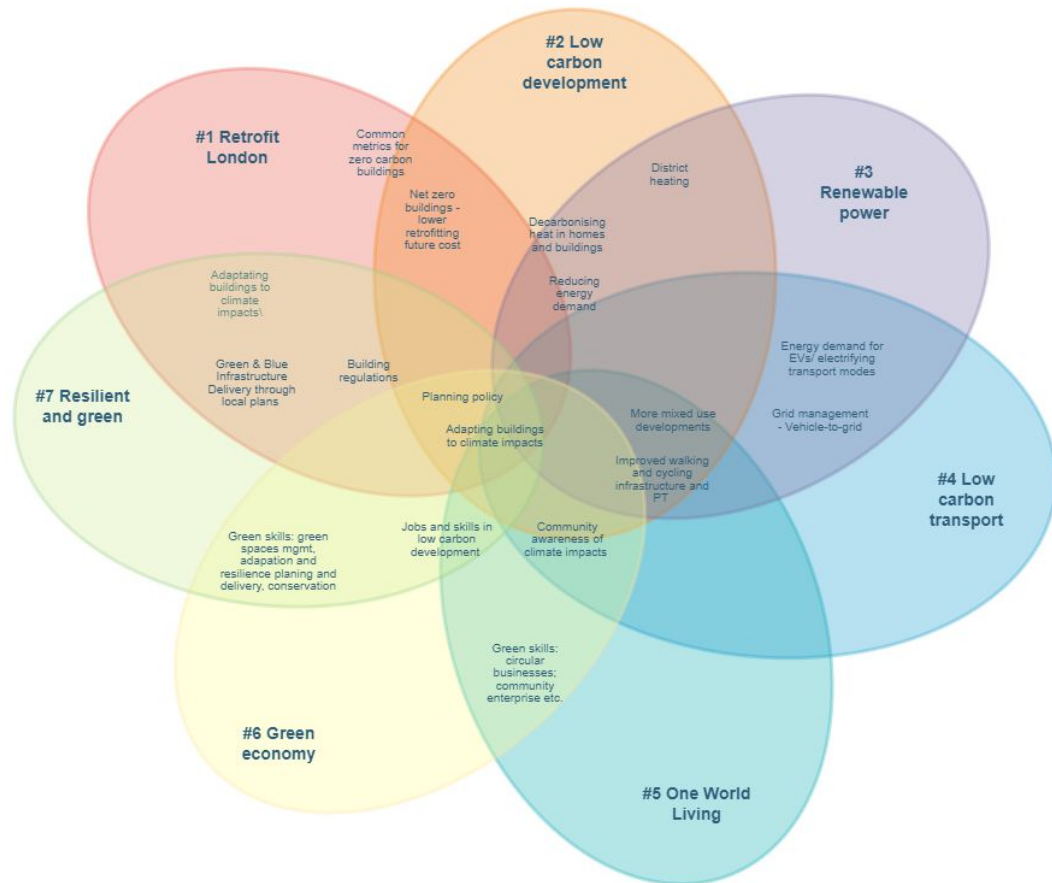 #2 Low
carbon
development
#1 Retrofit
London
Common
metrics for
zero carbon
buildings
District
heating
#3
Renewable
power
Net zero
buildings -
lower
retrofitting
future cost
Decarbonising
heat in homes
and buildings
Adaptating
buildings to
climate
impacts\
Reducing
energy
demand
Energy demand for
EVs/ electrifying
transport modes
Green & Blue
Infrastructure
Delivery through
local plans
Building
regulations
#7 Resilient
and green
Planning policy
More mixed use
developments
Grid management
- Vehicle-to-grid
Adapting buildings
to climate impacts
Improved walking
and cycling
infrastructure and
PT
#4 Low
carbon
transport
Green skills: green
spaces mgmt,
adapation and
resilience planing and
delivery, conservation
Jobs and skills in
low carbon
development
Community
awareness of
climate impacts
Green skills:
circular
businesses;
community
enterprise etc.
#6 Green
economy
#5 One World
Living